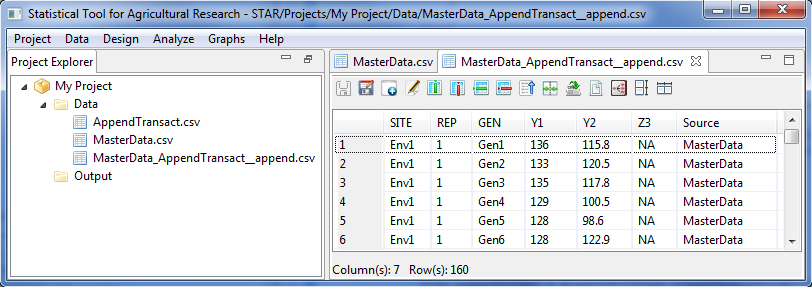 Statistical Tool for Agricultural Research - STAR/Projects/My Project/Data/MasterData_AppendTransact__append.csv
Project Data Design Analyze Graphs Help
Project Explorer
My Project
Data
AppendTransact.csv
MasterData.csv
MasterData_AppendTransact__append.csv
Output
MasterData.csv MasterData_AppendTransact__append.csv
SITE REP GEN Y1 Y2 Z3 Source
1 Env1 1 Gen1 136 115.8 NA MasterData
2 Env1 1 Gen2 133 120.5 NA MasterData
3 Env1 1 Gen3 135 117.8 NA MasterData
4 Env1 1 Gen4 129 100.5 NA MasterData
5 Env1 1 Gen5 128 98.6 NA MasterData
6 Env1 1 Gen6 128 122.9 NA MasterData
Column(s): 7 Row(s): 160